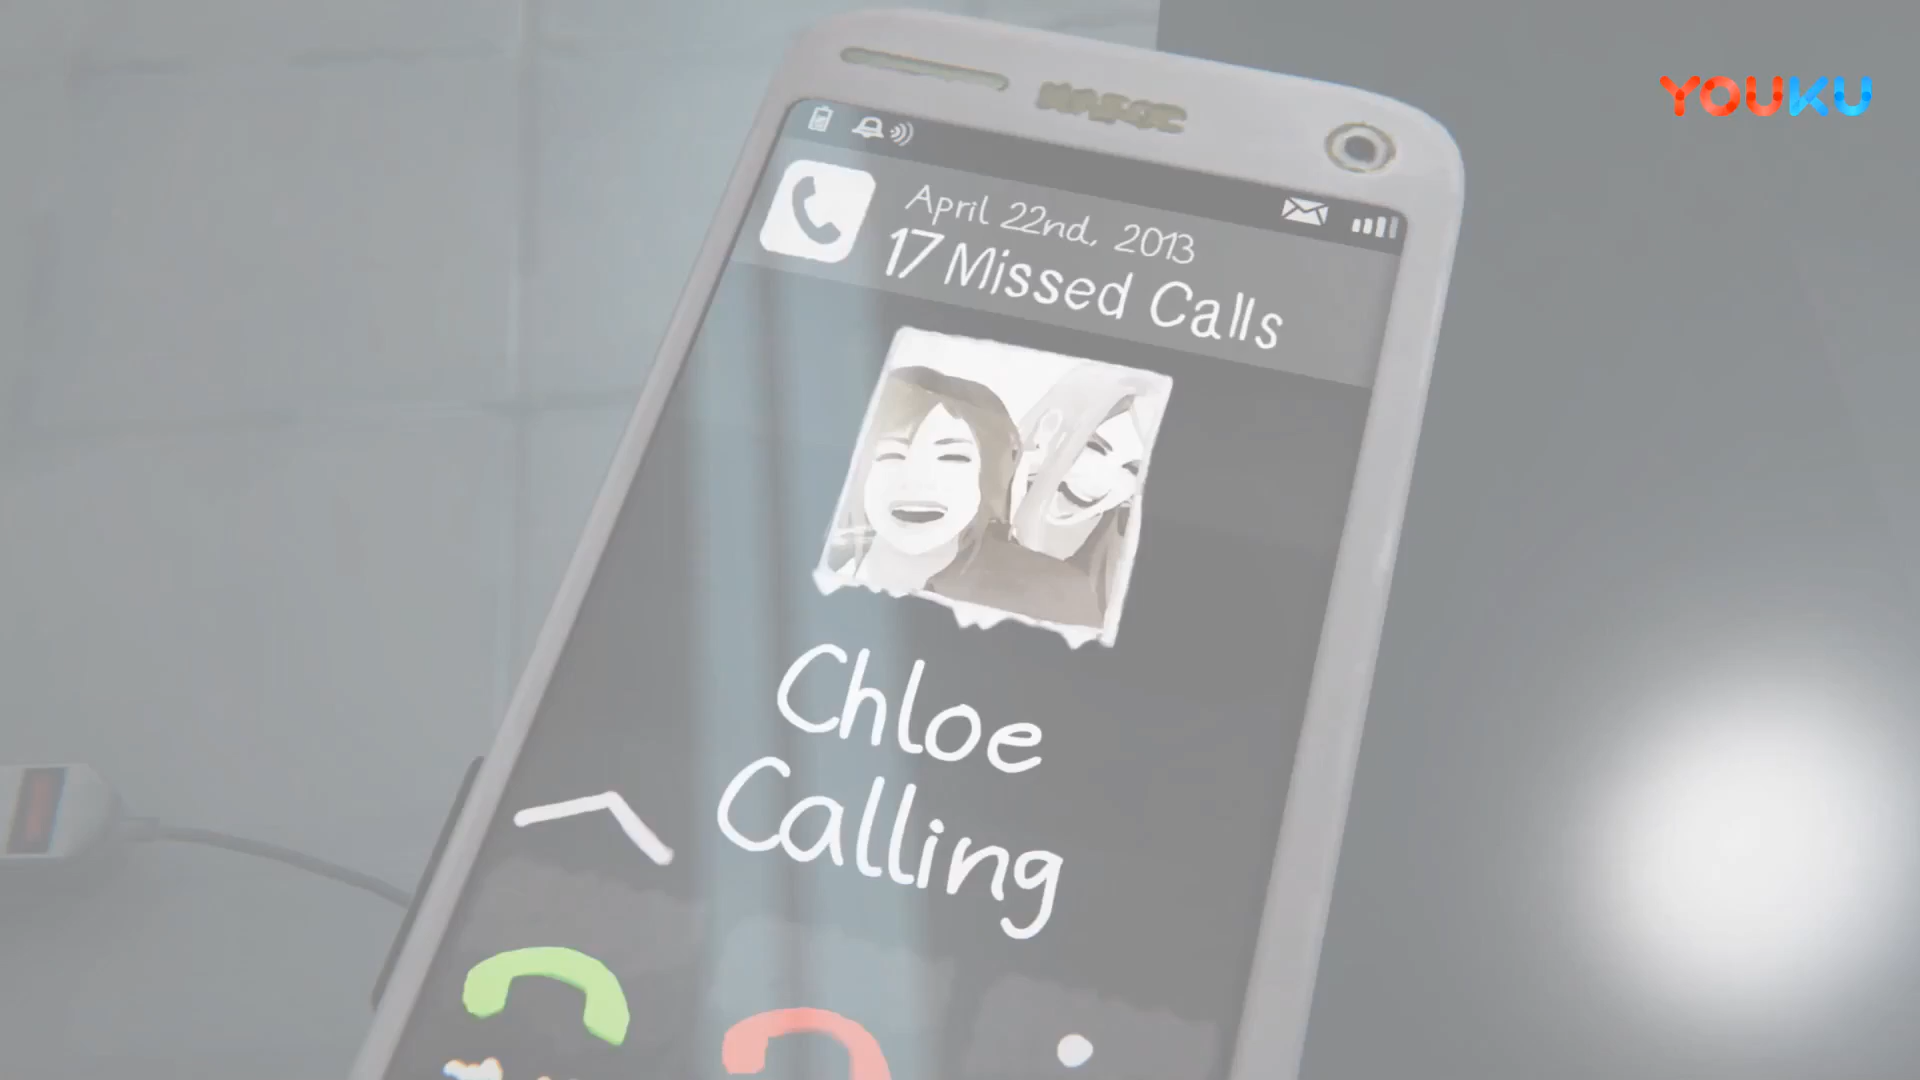 YOUKU
April 22nd, 2013
17 Missed Calls
Chloe
Calling